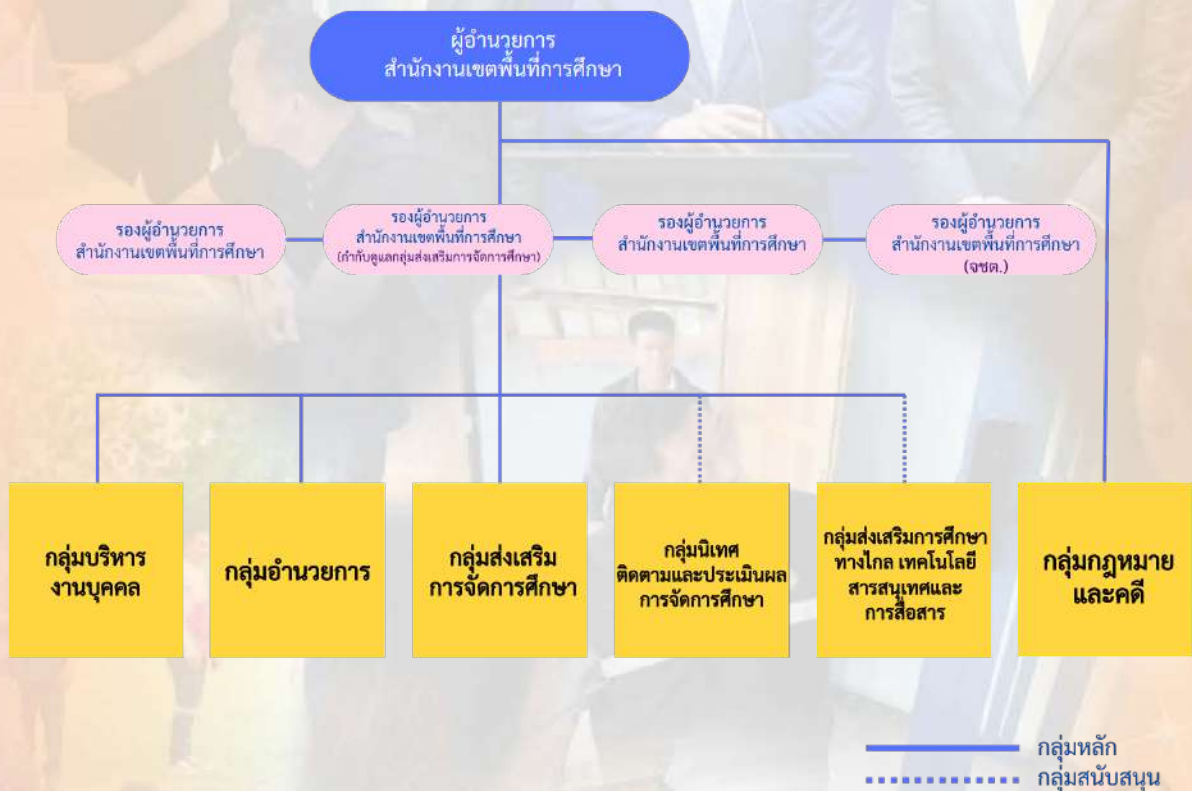 ผู้อำนวยการ
สำนักงานเขตพื้นที่การศึกษา
รองผู้อำนวยการ
สำนักงานเขตพื้นที่การศึกษา
รองผู้อำนวยการ
สำนักงานเขตพื้นที่การศึกษา
(กำกับดูแลกลุ่มส่งเสริมการจัดการศึกษา)
รองผู้อำนวยการ
สำนักงานเขตพื้นที่การศึกษา
รองผู้อำนวยการ
สำนักงานเขตพื้นที่การศึกษา
(จชต.)
กลุ่มบริหาร
งานบุคคล
กลุ่มอำนวยการ
กลุ่มส่งเสริม
การจัดการศึกษา
กลุ่มนิเทศ
ติดตามและประเมินผล
การจัดการศึกษา
กลุ่มส่งเสริมการศึกษา
ทางไกล เทคโนโลยี
สารสนเทศและ
การสื่อสาร
กลุ่มกฎหมาย
และคดี
กลุ่มหลัก
กลุ่มสนับสนุน